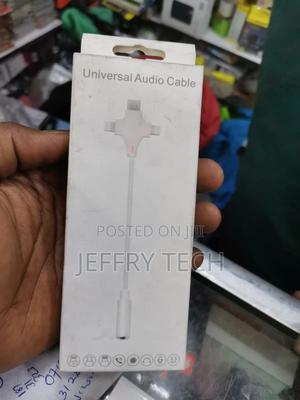 Universal Audio Cable
POSTED ON JIJI
JEFFRY TECH